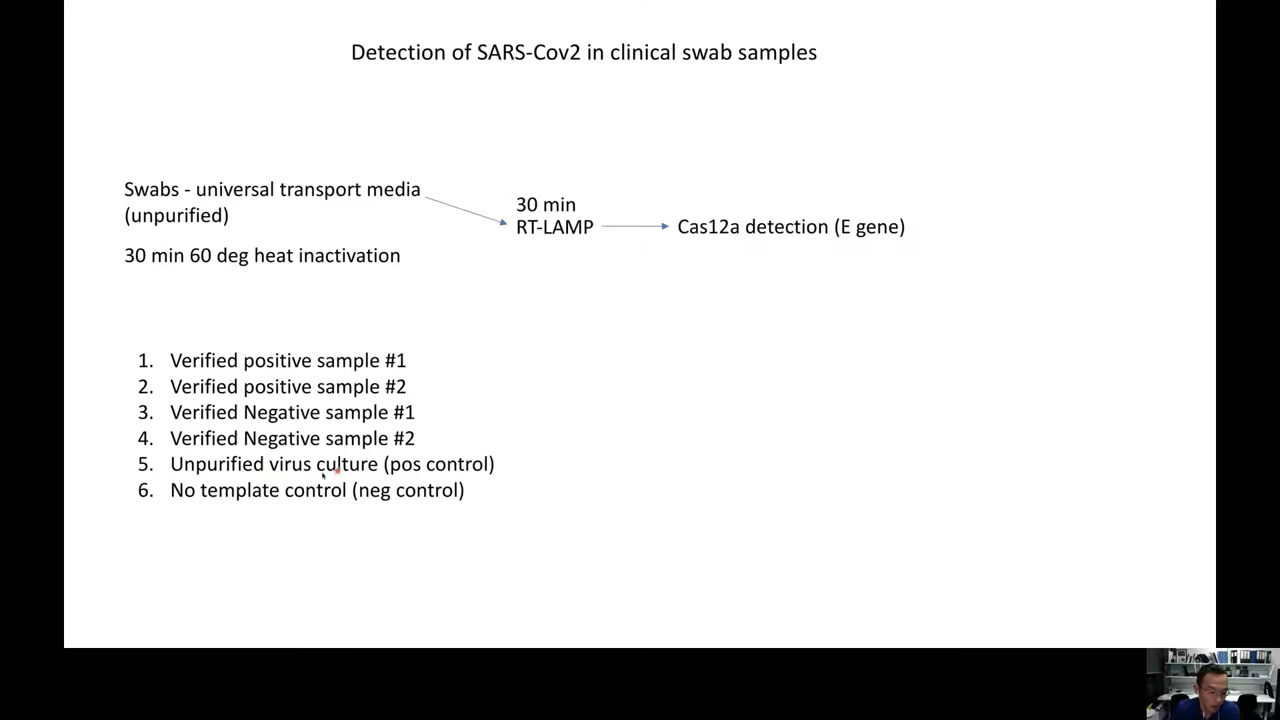 Detection of SARS-Cov2 in clinical swab samples
Swabs - universal transport media
(unpurified)
30 min 60 deg heat inactivation
30 min
RT-LAMP
Cas12a detection (E gene)
1. Verified positive sample #1
2. Verified positive sample #2
3. Verified Negative sample #1
4. Verified Negative sample #2
5. Unpurified virus culture (pos control)
6. No template control (neg control)